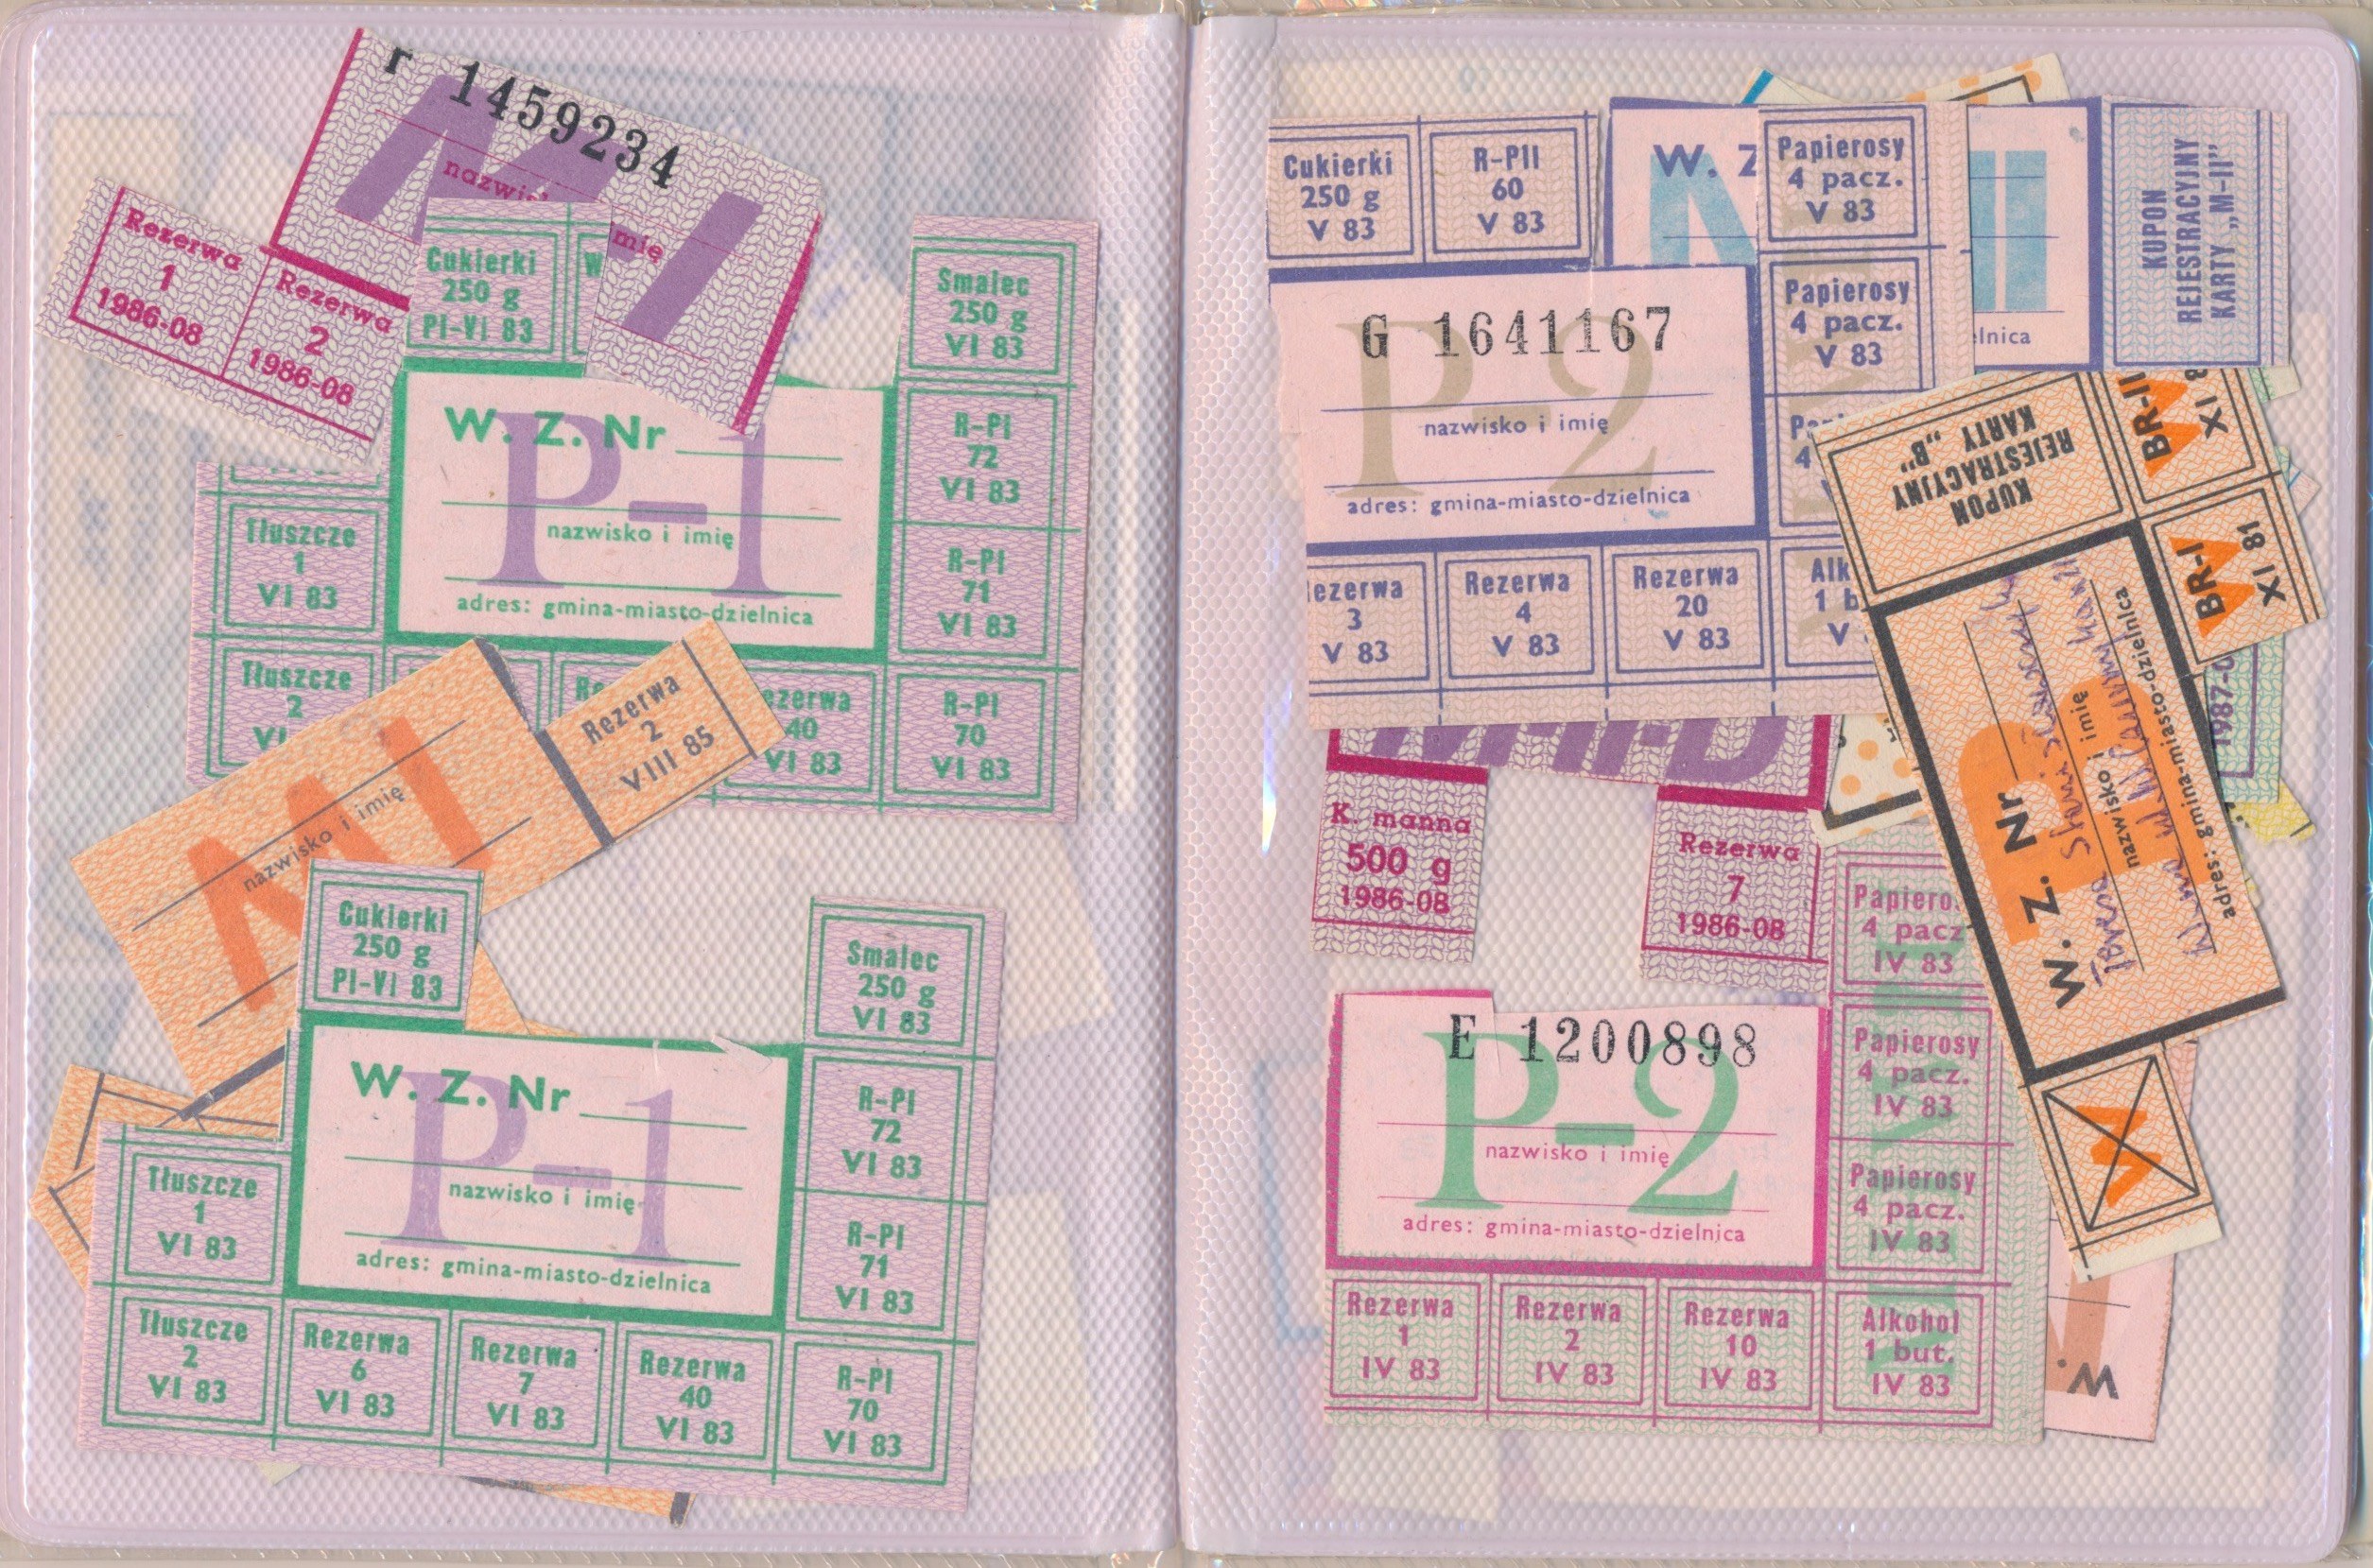 1459234
Rezerwa
1
1986-08
Rezerwa
2
1986-08
Cukierki
250 g
PI-VI 83
W
Smalec
250 g
VI 83
W. Z. Nr
P-1
nazwisko i imię
adres: gmina-miasto-dzielnica
R-PI
72
VI 83
R-PI
71
VI 83
R-PI
70
VI 83
Tłuszcze
1
VI 83
Tłuszcze
2
40
VI 83
MI
nazwisko i imię
Rezerwa
2
VIII 85
Cukierki
250 g
PI-VI 83
Smalec
250 g
VI 83
W. Z. Nr
P-1
nazwisko i imię
adres: gmina-miasto-dzielnica
R-PI
72
VI 83
R-PI
71
VI 83
Tłuszcze
1
VI 83
Tłuszcze
2
VI 83
Rezerwa
6
VI 83
Rezerwa
7
VI 83
Rezerwa
40
VI 83
R-PI
70
VI 83
Cukierki
250 g
V 83
R-PII
60
V 83
W. Z
Papierosy
4 pacz.
V 83
Papierosy
4 pacz.
V 83
KUPON
REJESTRACYJNY
KARTY „M-II”
G 1641167
P-2
nazwisko i imię
adres: gmina-miasto-dzielnica
3
V 83
Rezerwa
4
V 83
Rezerwa
20
V 83
M-II-D
K. manna
500 g
1986-08
Rezerwa
7
1986-08
KUPON
REJESTRACYJNY
KARTY „B”
BR-II
W
BR-I
W
XI 81
W. Z. Nr
B
nazwisko i imię
adres: gmina-miasto-dzielnica
W
4 pacz
IV 83
Papierosy
4 pacz.
IV 83
Papierosy
4 pacz.
IV 83
E 1200898
P-2
nazwisko i imię
adres: gmina-miasto-dzielnica
Rezerwa
1
IV 83
Rezerwa
2
IV 83
Rezerwa
10
IV 83
Alkohol
1 but.
IV 83
W.